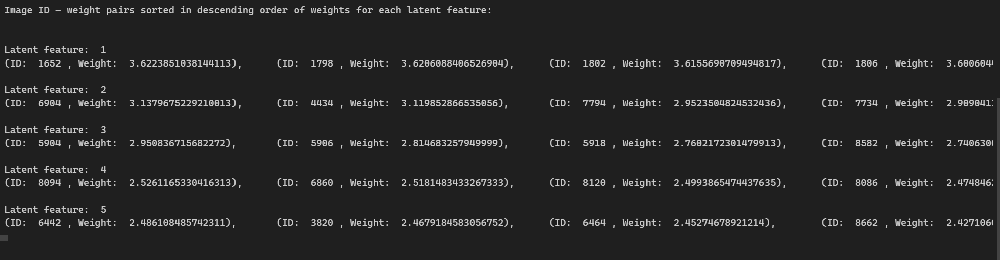 Image ID - weight pairs sorted in descending order of weights for each latent feature:
Latent feature:  1
(ID:  1652 , Weight:  3.6223851038144113),      (ID:  1798 , Weight:  3.6206088406526904),      (ID:  1802 , Weight:  3.6155690709494817),      (ID:  1806 , Weight:  3.600604
Latent feature:  2
(ID:  6904 , Weight:  3.1379675229210013),      (ID:  4434 , Weight:  3.119852866535056),       (ID:  7794 , Weight:  2.9523504824532436),      (ID:  7734 , Weight:  2.909041
Latent feature:  3
(ID:  5904 , Weight:  2.950836715682272),       (ID:  5906 , Weight:  2.814683257949999),       (ID:  5918 , Weight:  2.7602172301479913),      (ID:  8582 , Weight:  2.740630
Latent feature:  4
(ID:  8094 , Weight:  2.5261165330416313),      (ID:  6860 , Weight:  2.5181483433267333),      (ID:  8120 , Weight:  2.4993865474437635),      (ID:  8086 , Weight:  2.474846
Latent feature:  5
(ID:  6442 , Weight:  2.486108485742311),       (ID:  3820 , Weight:  2.4679184583056752),      (ID:  6464 , Weight:  2.45274678921214),        (ID:  8662 , Weight:  2.427106